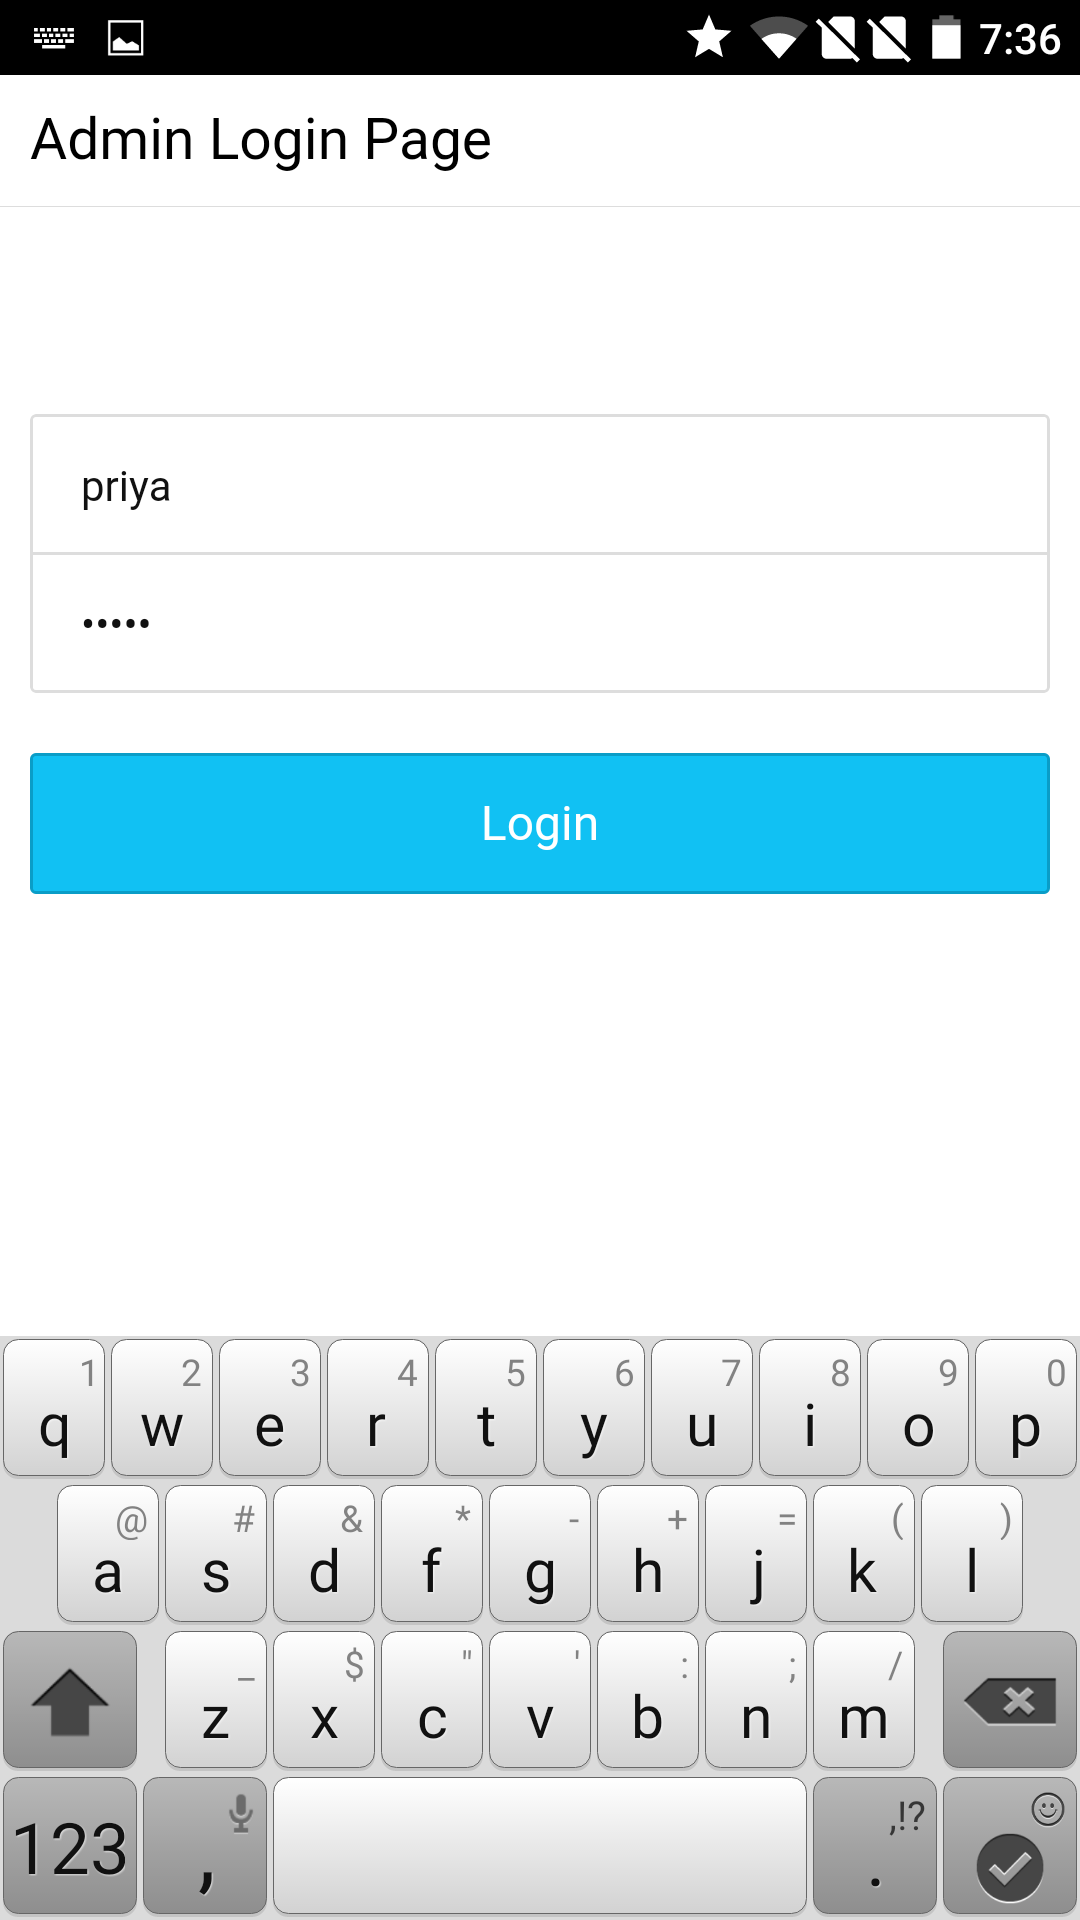 7:36
Admin Login Page
priya
•••••
Login
1 2 3 4 5 6 7 8 9 0
q w e r t y u i o p
@ # & * - + = ( )
a s d f g h j k l
_ $ " ' : ; /
z x c v b n m
,!?
123 , .